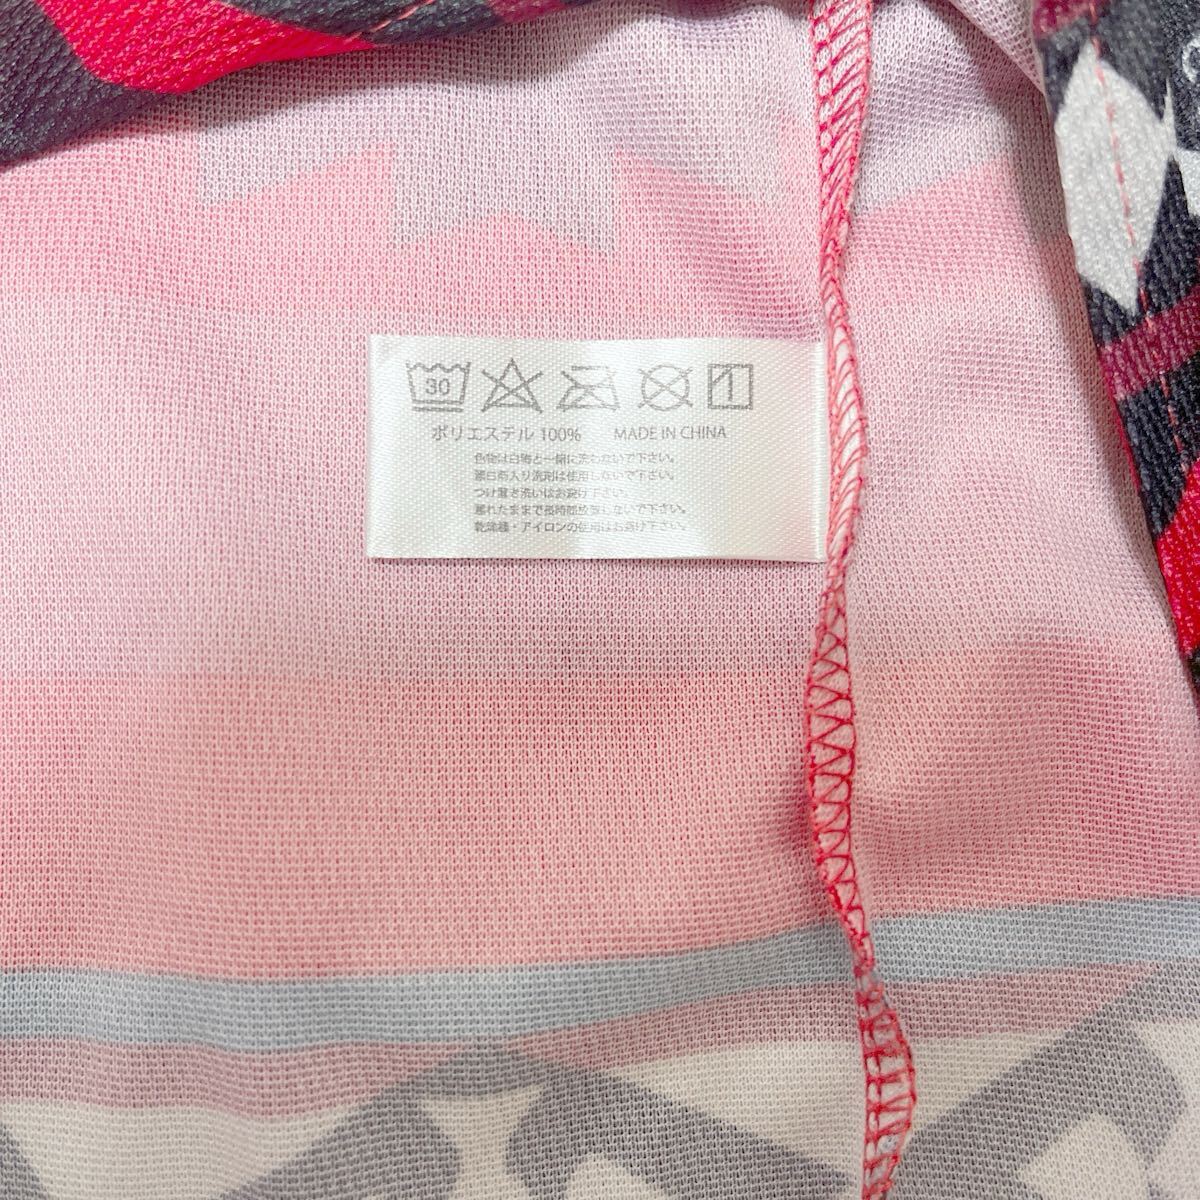 30
ポリエステル 100% MADE IN CHINA
色物は白物と一緒に洗わないで下さい。
漂白剤入り洗剤は使用しないで下さい。
つけ置き洗いはお避け下さい。
濡れたままで長時間放置しないで下さい。
乾燥機・アイロンの使用はお避け下さい。